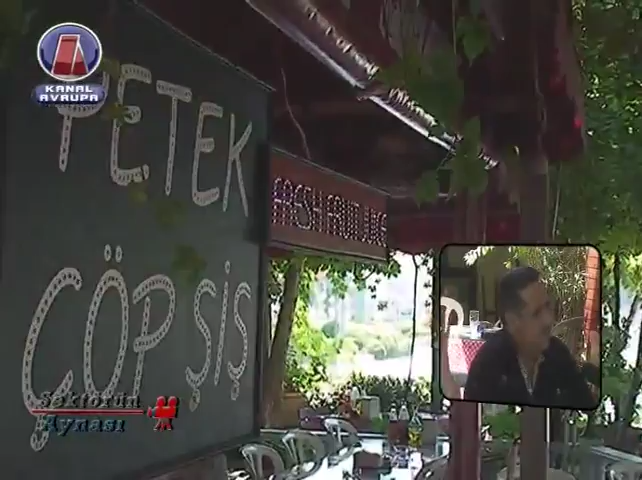 KANAL
AVRUPA
PETEK
ÇÖP ŞİŞ
Sektörün
Aynası